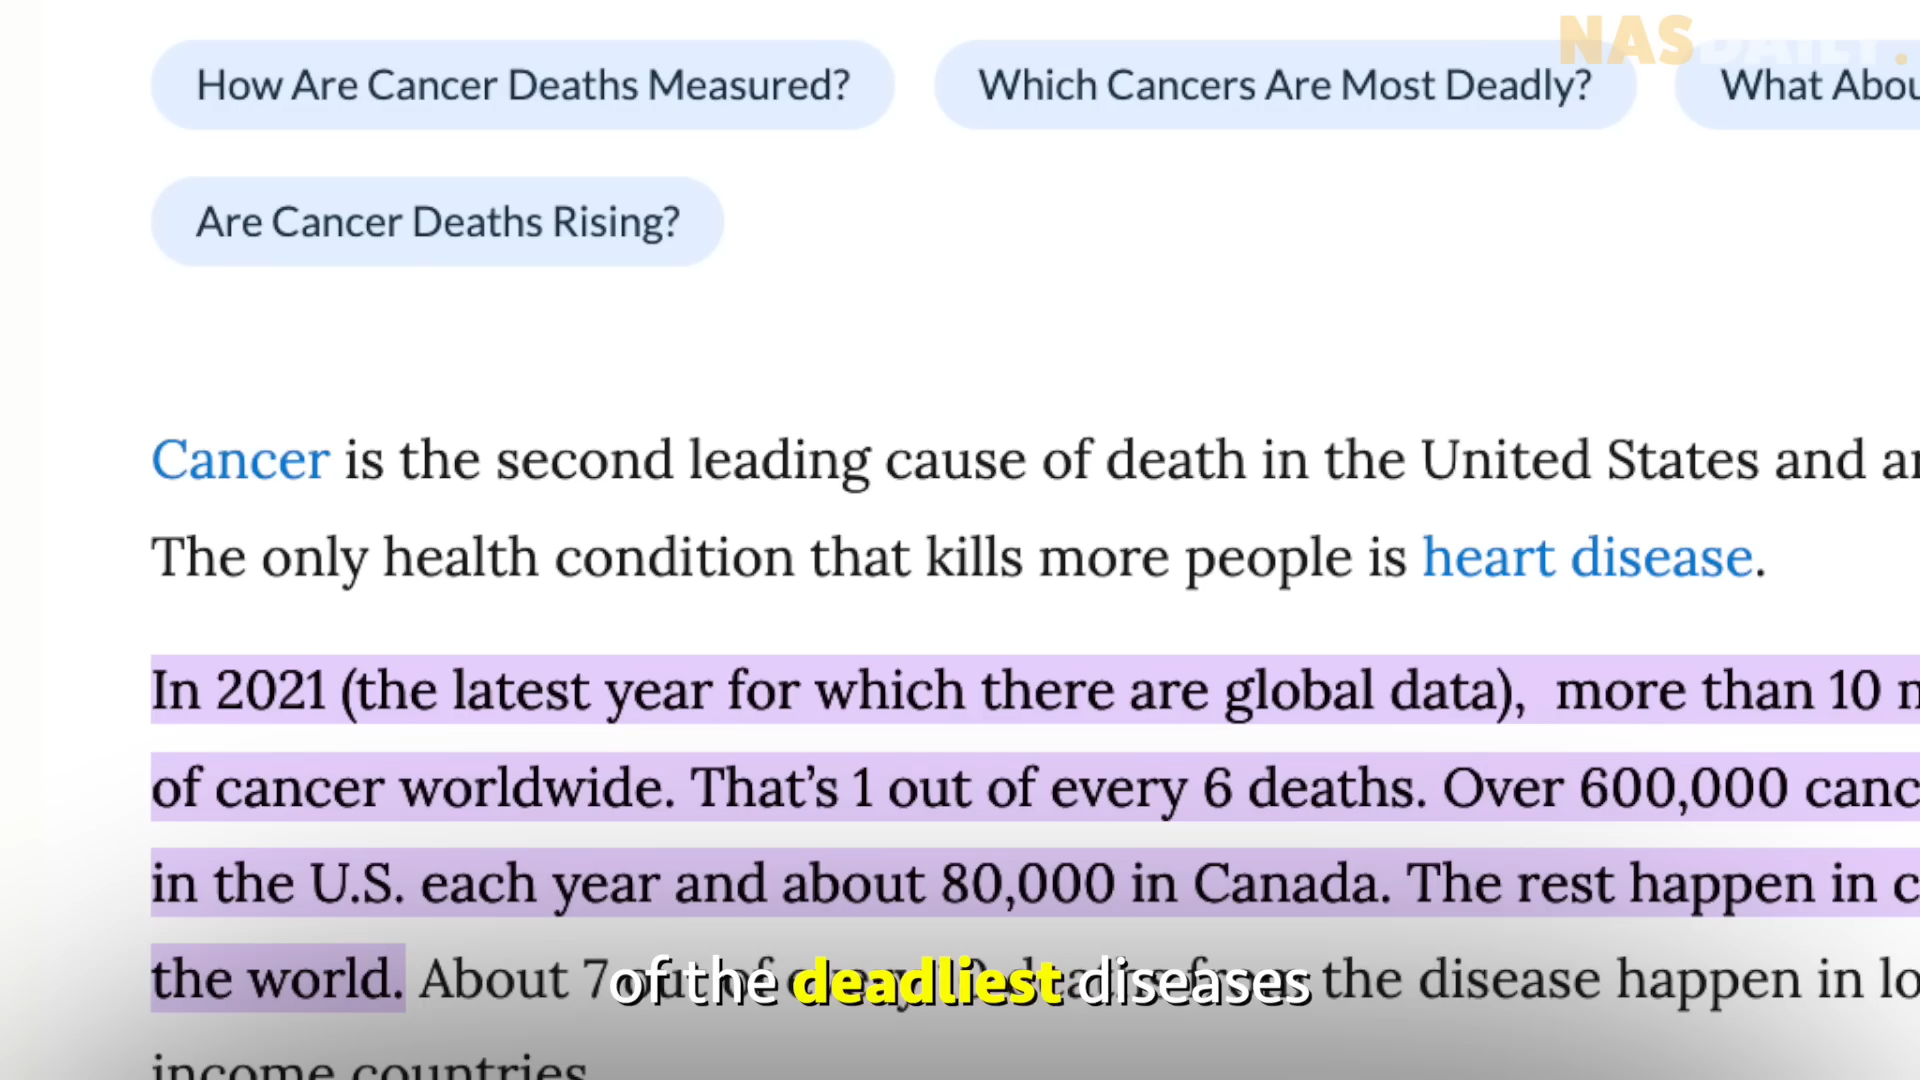 NAS DAILY.
How Are Cancer Deaths Measured? Which Cancers Are Most Deadly? What
Are Cancer Deaths Rising?
Cancer is the second leading cause of death in the United States and
The only health condition that kills more people is heart disease.
In 2021 (the latest year for which there are global data), more than 10
of cancer worldwide. That's 1 out of every 6 deaths. Over 600,000
in the U.S. each year and about 80,000 in Canada. The rest happen in
the world. About 7 out of the disease happen in
of the deadliest diseases
income countries.